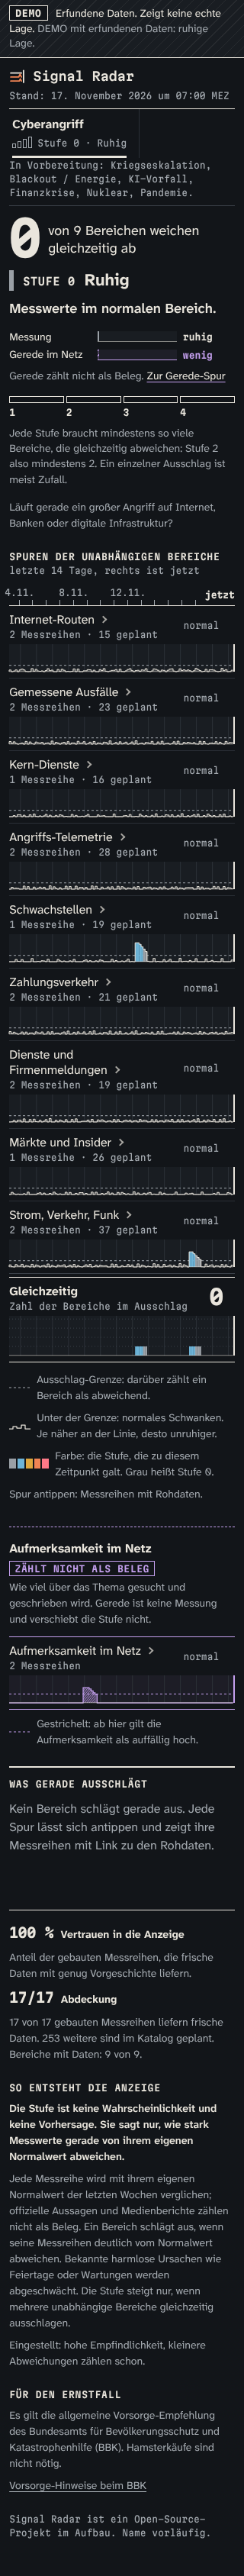 DEMO Erfundene Daten. Zeigt keine echte
Lage. DEMO mit erfundenen Daten: ruhige
Lage.
Signal Radar
Stand: 17. November 2026 um 07:00 MEZ
Cyberangriff
Stufe 0 · Ruhig
In Vorbereitung: Kriegseskalation,
Blackout / Energie, KI-Vorfall,
Finanzkrise, Nuklear, Pandemie.
0 von 9 Bereichen weichen
gleichzeitig ab
STUFE 0 Ruhig
Messwerte im normalen Bereich.
Messung ruhig
Gerede im Netz wenig
Gerede zählt nicht als Beleg. Zur Gerede-Spur
1 2 3 4
Jede Stufe braucht mindestens so viele
Bereiche, die gleichzeitig abweichen: Stufe 2
also mindestens 2. Ein einzelner Ausschlag ist
meist Zufall.
Läuft gerade ein großer Angriff auf Internet,
Banken oder digitale Infrastruktur?
SPUREN DER UNABHÄNGIGEN BEREICHE
letzte 14 Tage, rechts ist jetzt
4.11. 8.11. 12.11. jetzt
Internet-Routen
2 Messreihen · 15 geplant
normal
Gemessene Ausfälle
2 Messreihen · 23 geplant
normal
Kern-Dienste
1 Messreihe · 16 geplant
normal
Angriffs-Telemetrie
2 Messreihen · 28 geplant
normal
Schwachstellen
1 Messreihe · 19 geplant
normal
Zahlungsverkehr
2 Messreihen · 21 geplant
normal
Dienste und
Firmenmeldungen
2 Messreihen · 19 geplant
normal
Märkte und Insider
1 Messreihe · 26 geplant
normal
Strom, Verkehr, Funk
2 Messreihen · 37 geplant
normal
Gleichzeitig
Zahl der Bereiche im Ausschlag
0
Ausschlag-Grenze: darüber zählt ein
Bereich als abweichend.
Unter der Grenze: normales Schwanken.
Je näher an der Linie, desto unruhiger.
Farbe: die Stufe, die zu diesem
Zeitpunkt galt. Grau heißt Stufe 0.
Spur antippen: Messreihen mit Rohdaten.
Aufmerksamkeit im Netz
ZÄHLT NICHT ALS BELEG
Wie viel über das Thema gesucht und
geschrieben wird. Gerede ist keine Messung
und verschiebt die Stufe nicht.
Aufmerksamkeit im Netz
2 Messreihen
normal
Gestrichelt: ab hier gilt die
Aufmerksamkeit als auffällig hoch.
WAS GERADE AUSSCHLÄGT
Kein Bereich schlägt gerade aus. Jede
Spur lässt sich antippen und zeigt ihre
Messreihen mit Link zu den Rohdaten.
100 % Vertrauen in die Anzeige
Anteil der gebauten Messreihen, die frische
Daten mit genug Vorgeschichte liefern.
17/17 Abdeckung
17 von 17 gebauten Messreihen liefern frische
Daten. 253 weitere sind im Katalog geplant.
Bereiche mit Daten: 9 von 9.
SO ENTSTEHT DIE ANZEIGE
Die Stufe ist keine Wahrscheinlichkeit und
keine Vorhersage. Sie sagt nur, wie stark
Messwerte gerade von ihrem eigenen
Normalwert abweichen.
Jede Messreihe wird mit ihrem eigenen
Normalwert der letzten Wochen verglichen;
offizielle Aussagen und Medienberichte zählen
nicht als Beleg. Ein Bereich schlägt aus, wenn
seine Messreihen deutlich vom Normalwert
abweichen. Bekannte harmlose Ursachen wie
Feiertage oder Wartungen werden
abgeschwächt. Die Stufe steigt nur, wenn
mehrere unabhängige Bereiche gleichzeitig
ausschlagen.
Eingestellt: hohe Empfindlichkeit, kleinere
Abweichungen zählen schon.
FÜR DEN ERNSTFALL
Es gilt die allgemeine Vorsorge-Empfehlung
des Bundesamts für Bevölkerungsschutz und
Katastrophenhilfe (BBK). Hamsterkäufe sind
nicht nötig.
Vorsorge-Hinweise beim BBK
Signal Radar ist ein Open-Source-
Projekt im Aufbau. Name vorläufig.